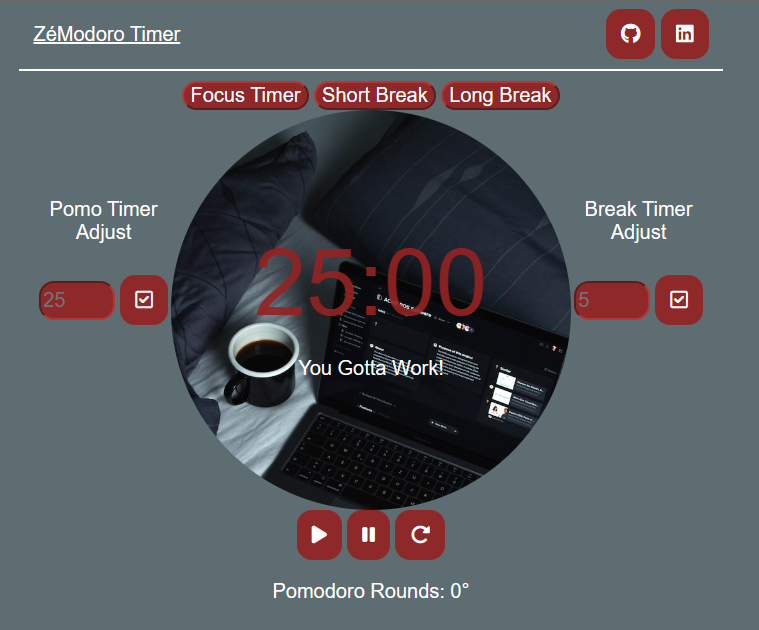 ZéModoro Timer
Focus Timer
Short Break
Long Break
Pomo Timer
Adjust
Break Timer
Adjust
25:00
25
5
You Gotta Work!
Pomodoro Rounds: 0°